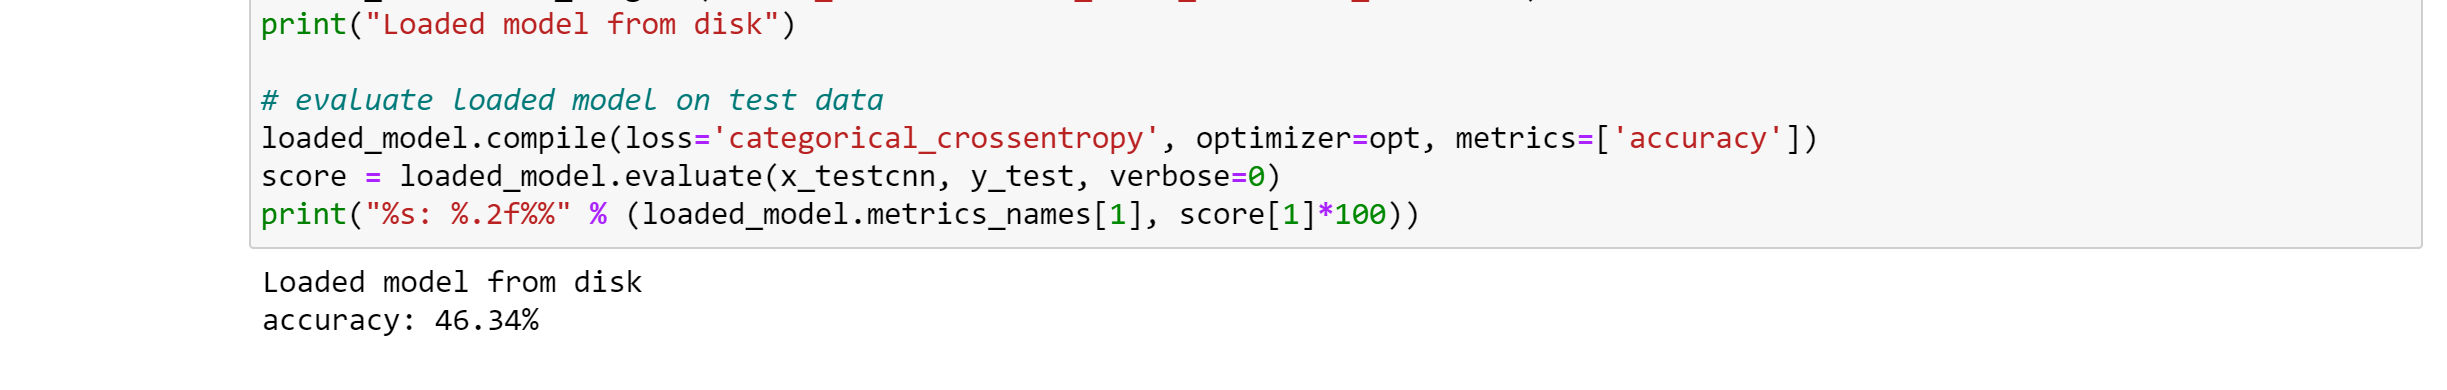 print("Loaded model from disk")
# evaluate loaded model on test data
loaded_model.compile(loss='categorical_crossentropy', optimizer=opt, metrics=['accuracy'])
score = loaded_model.evaluate(x_testcnn, y_test, verbose=0)
print("%s: %.2f%%" % (loaded_model.metrics_names[1], score[1]*100))
Loaded model from disk
accuracy: 46.34%